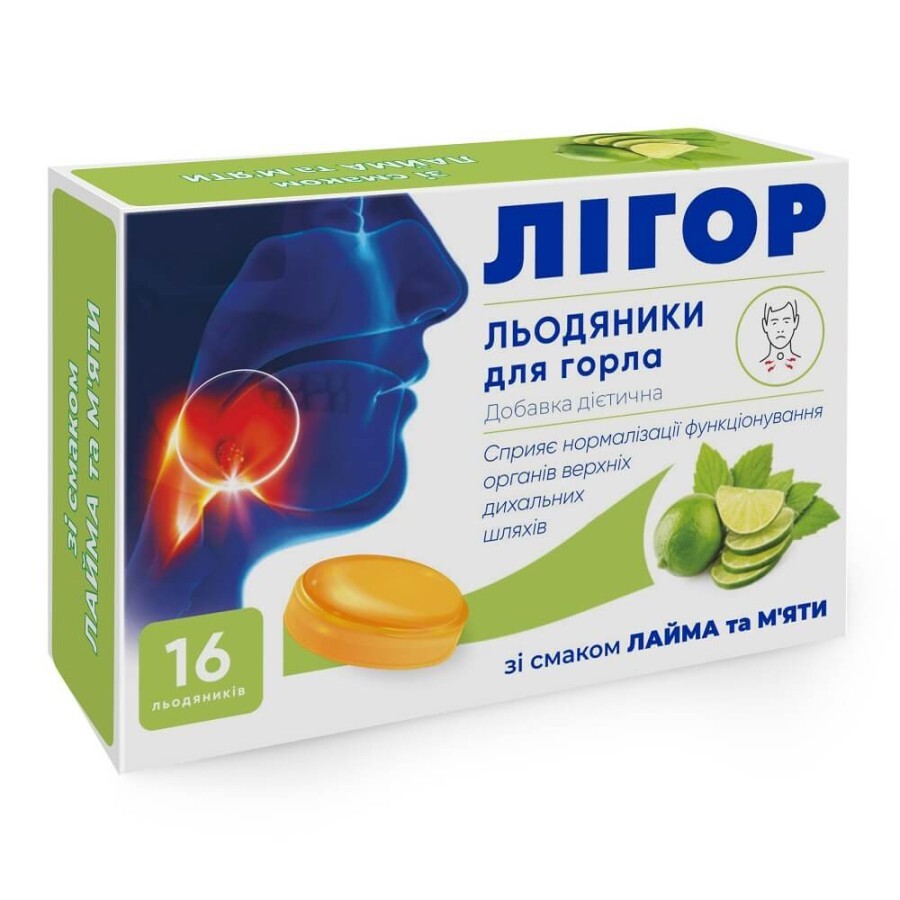 зі смаком
ЛАЙМА та М'ЯТИ
зі смаком
ЛАЙМА та М'ЯТИ
ЛІГОР
ЛЬОДЯНИКИ
для горла
Добавка дієтична
Сприяє нормалізації функціонування
органів верхніх
дихальних
шляхів
16
льодяників
зі смаком ЛАЙМА та М'ЯТИ